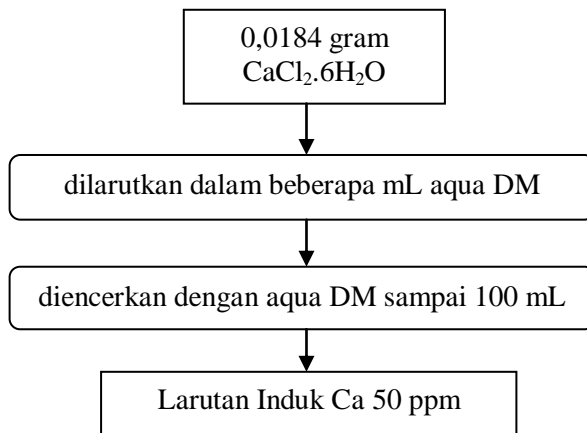 0,0184 gram
CaCl₂.6H₂O
dilarutkan dalam beberapa mL aqua DM
diencerkan dengan aqua DM sampai 100 mL
Larutan Induk Ca 50 ppm